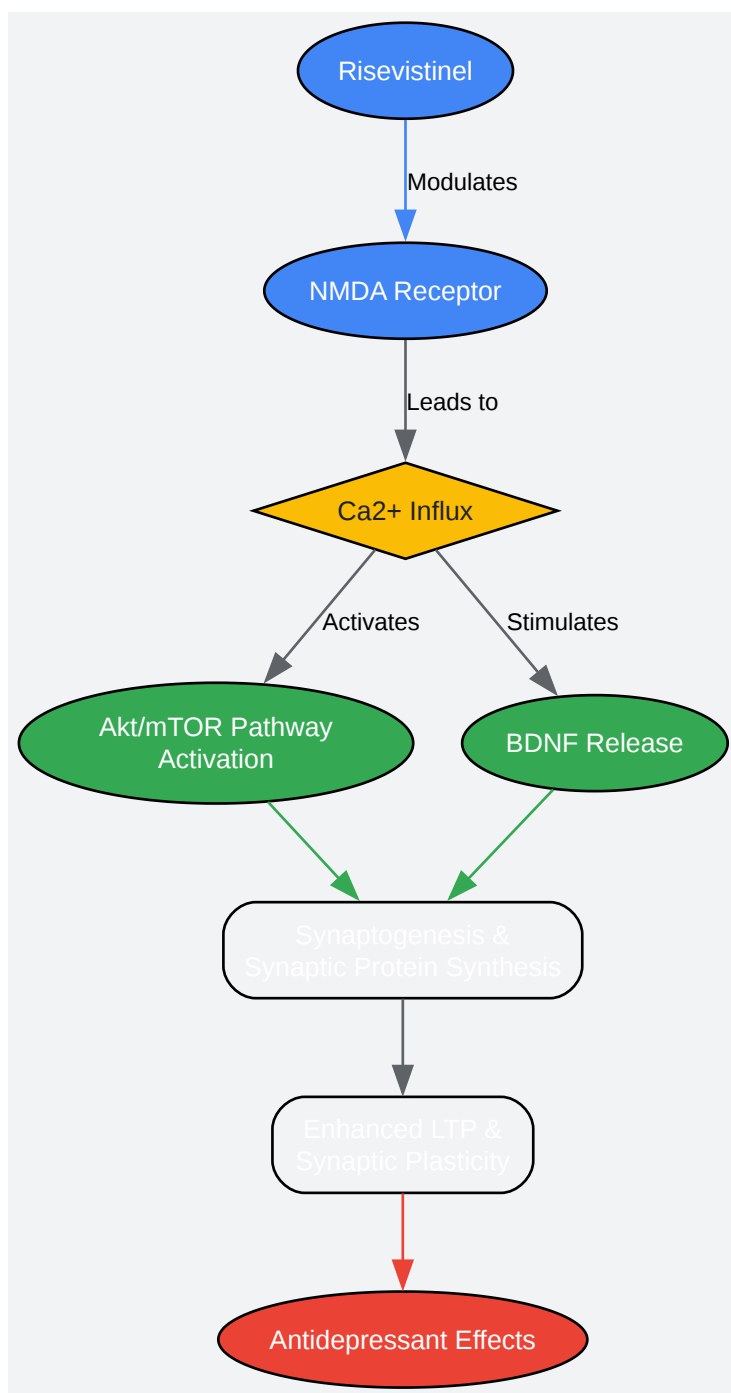 Risevistinel
Modulates
NMDA Receptor
Leads to
Ca2+ Influx
Activates
Stimulates
Akt/mTOR Pathway
Activation
BDNF Release
Synaptogenesis &
Synaptic Protein Synthesis
Enhanced LTP &
Synaptic Plasticity
Antidepressant Effects